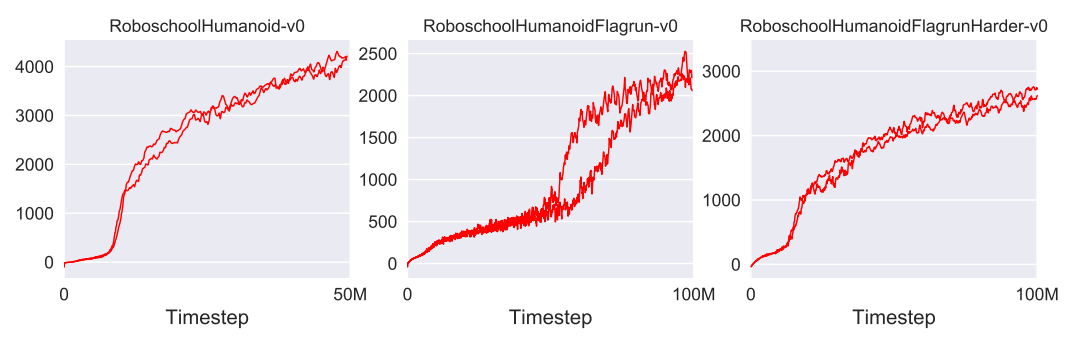 RoboschoolHumanoid-v0
4000
3000
2000
1000
0
0
50M
Timestep
RoboschoolHumanoidFlagrun-v0
2500
2000
1500
1000
500
0
0
100M
Timestep
RoboschoolHumanoidFlagrunHarder-v0
3000
2000
1000
0
0
100M
Timestep